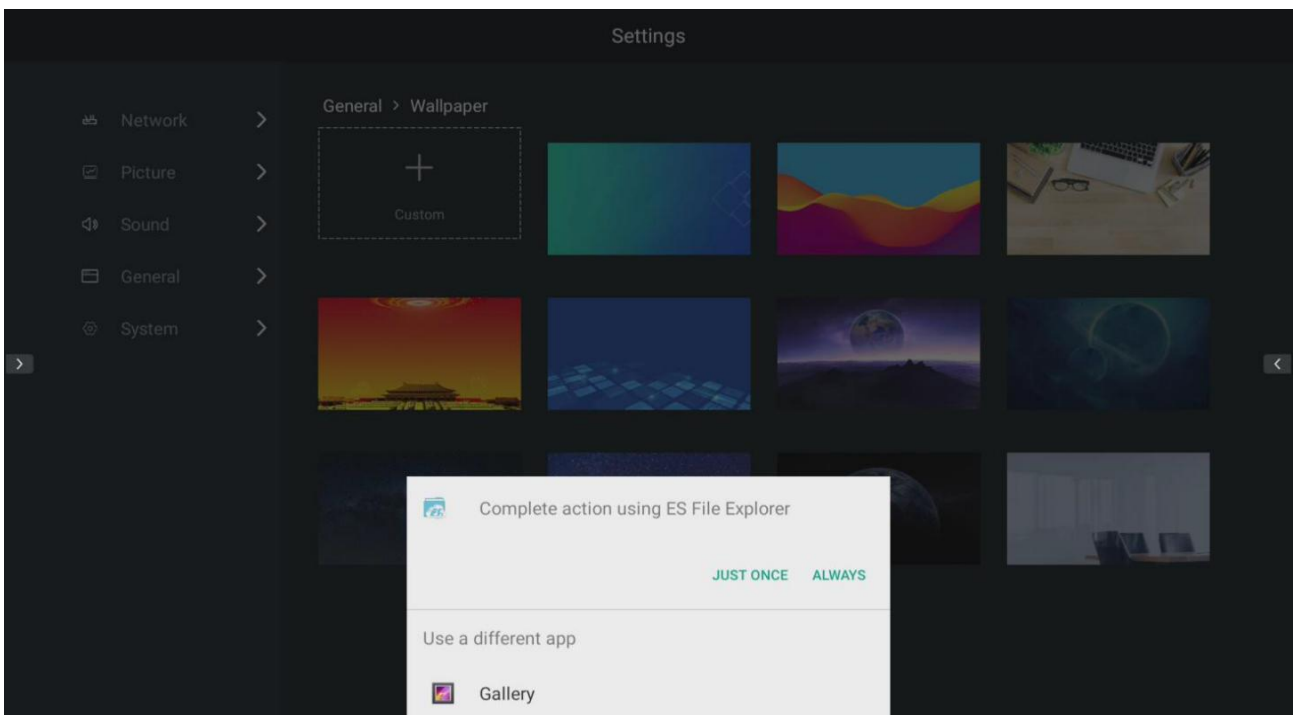 Settings
Network
Picture
Sound
General
System
General > Wallpaper
Custom
Complete action using ES File Explorer
JUST ONCE ALWAYS
Use a different app
Gallery